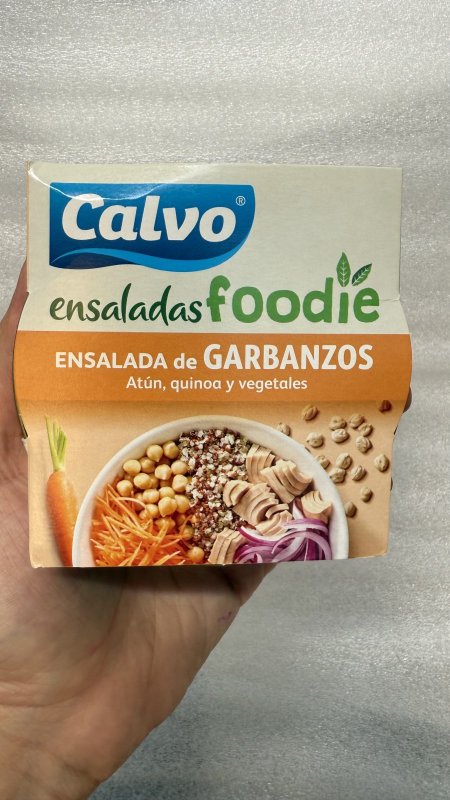 Calvo®
ensaladas foodie
ENSALADA de GARBANZOS
Atún, quinoa y vegetales